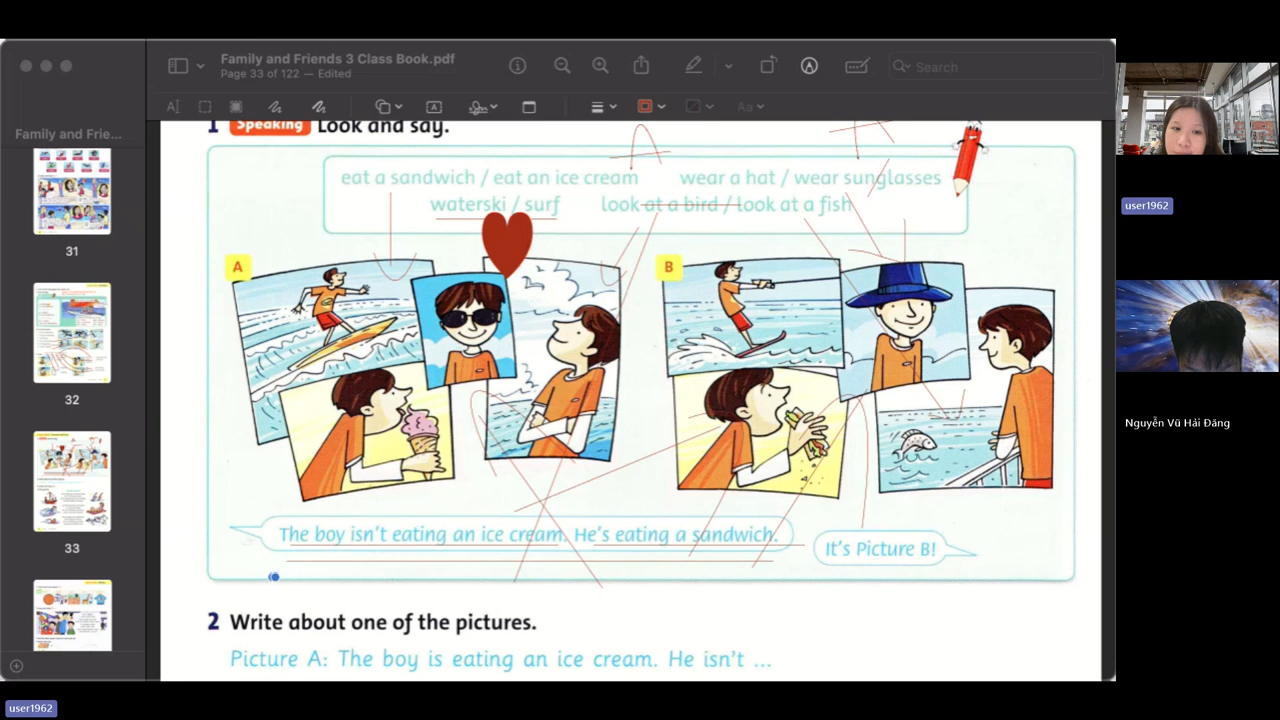 Family and Friends 3 Class Book.pdf
Page 33 of 122 — Edited
Search
Aa
Family and Frie...
31
32
33
1 Speaking Look and say.
eat a sandwich / eat an ice cream wear a hat / wear sunglasses
waterski / surf look at a bird / look at a fish
A
B
The boy isn't eating an ice cream. He's eating a sandwich.
It's Picture B!
2 Write about one of the pictures.
Picture A: The boy is eating an ice cream. He isn't ...
user1962
Nguyễn Vũ Hải Đăng
user1962